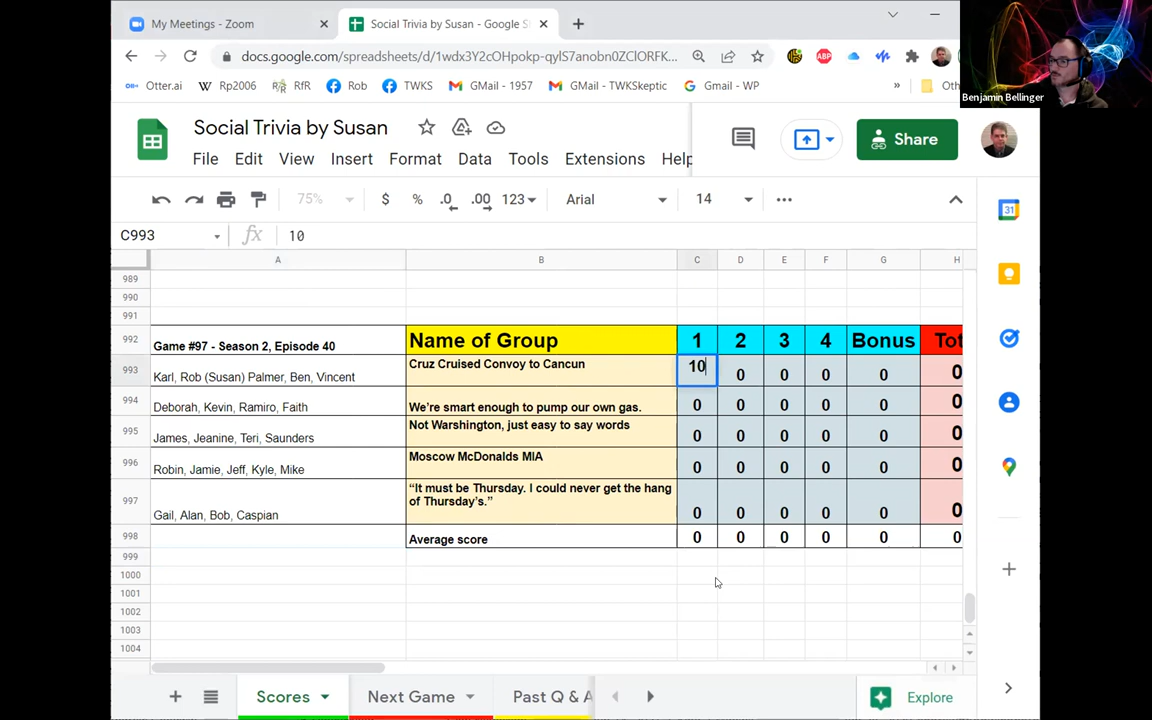 My Meetings - Zoom
Social Trivia by Susan - Google S
Benjamin Bellinger
docs.google.com/spreadsheets/d/1wdx3Y2cOHpokp-qylS7anobn0ZClORFK...
ABP
Otter.ai
Rp2006
RfR
Rob
TWKS
GMail - 1957
GMail - TWKSkeptic
Gmail - WP
»
Oth
Social Trivia by Susan
Share
File Edit View Insert Format Data Tools Extensions Help
75%
$
%
.0
.00
123
Arial
14
C993
fx
10
31
A B C D E F G H
989
990
991
992 Game #97 - Season 2, Episode 40 Name of Group 1 2 3 4 Bonus Tot
993 Karl, Rob (Susan) Palmer, Ben, Vincent Cruz Cruised Convoy to Cancun 10 0 0 0 0 0
994 Deborah, Kevin, Ramiro, Faith We're smart enough to pump our own gas. 0 0 0 0 0 0
995 James, Jeanine, Teri, Saunders Not Warshington, just easy to say words 0 0 0 0 0 0
996 Robin, Jamie, Jeff, Kyle, Mike Moscow McDonalds MIA 0 0 0 0 0 0
997 Gail, Alan, Bob, Caspian “It must be Thursday. I could never get the hang
of Thursday's.” 0 0 0 0 0 0
998 Average score 0 0 0 0 0 0
999
1000
1001
1002
1003
1004
Scores
Next Game
Past Q & A
Explore